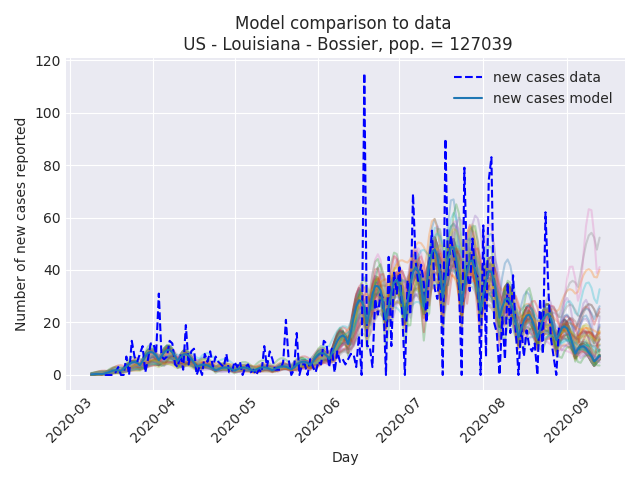 Model comparison to data
US - Louisiana - Bossier, pop. = 127039
new cases data
new cases model
Number of new cases reported
120
100
80
60
40
20
0
2020-03
2020-04
2020-05
2020-06
2020-07
2020-08
2020-09
Day